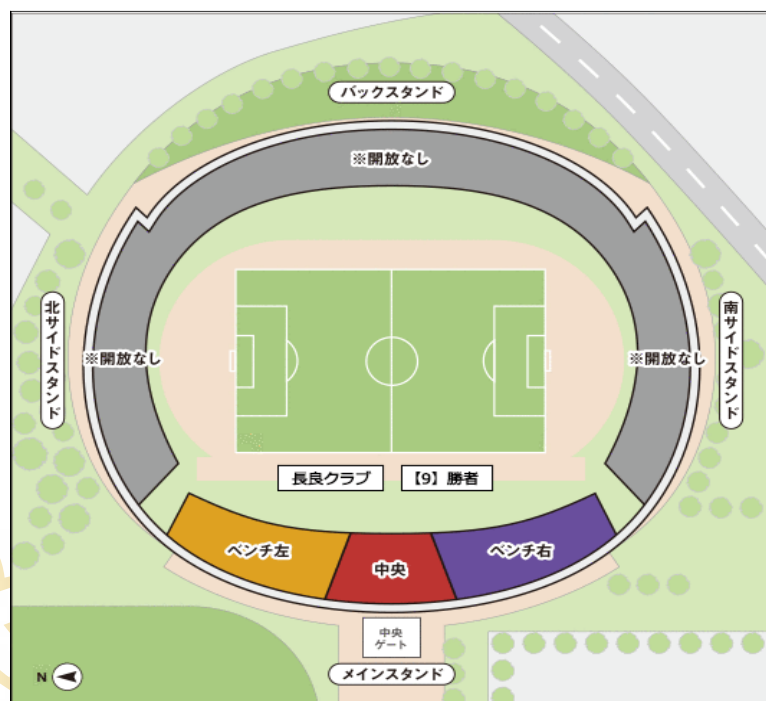 バックスタンド
※開放なし
北サイドスタンド
※開放なし
※開放なし
南サイドスタンド
長良クラブ
【9】勝者
ベンチ左
中央
ベンチ右
中央
ゲート
メインスタンド
N